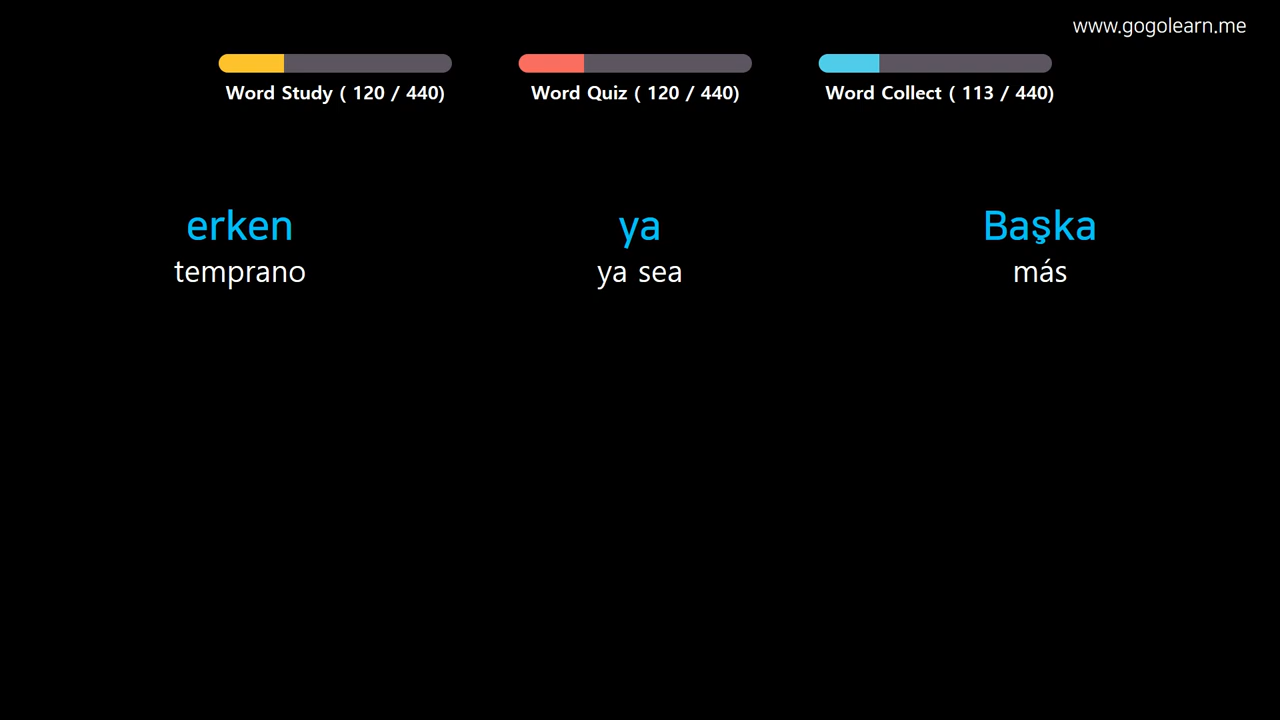 www.gogolearn.me
Word Study ( 120 / 440)
Word Quiz ( 120 / 440)
Word Collect ( 113 / 440)
erken
temprano
ya
ya sea
Başka
más